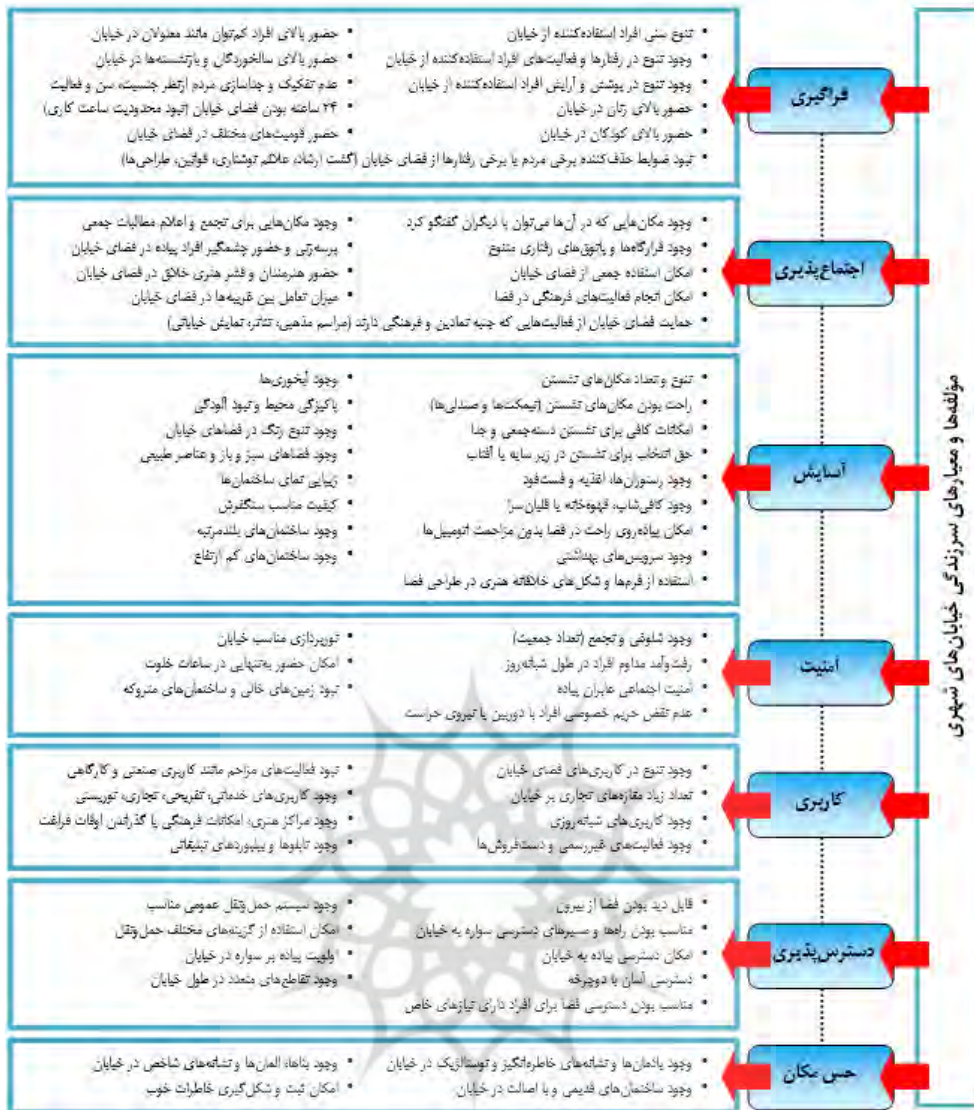 مؤلفه‌ها و معیارهای سرزندگی خیابان‌های شهری
فراگیری
• تنوع سنی افراد استفاده‌کننده از خیابان
• وجود تنوع در رفتارها و فعالیت‌های افراد استفاده‌کننده از خیابان
• وجود تنوع در پوشش و آرایش افراد استفاده‌کننده از خیابان
• حضور بالای زنان در خیابان
• حضور بالای کودکان در خیابان
• نبود ضوابط حذف‌کننده برخی مردم یا برخی رفتارها از فضای خیابان (گشت ارشاد، علائم نوشتاری، قوانین، طراحی‌ها)
• حضور بالای افراد کم‌توان مانند معلولان در خیابان
• حضور بالای سالخوردگان و بازنشسته‌ها در خیابان
• عدم تفکیک و جداسازی مردم ازنظر جنسیت، سن و فعالیت
• ۲۴ ساعته بودن فضای خیابان (نبود محدودیت ساعت کاری)
• حضور قومیت‌های مختلف در فضای خیابان
اجتماع‌پذیری
• وجود مکان‌هایی که در آن‌ها می‌توان با دیگران گفتگو کرد.
• وجود قرارگاه‌ها و پاتوق‌های رفتاری متنوع
• امکان استفاده جمعی از فضای خیابان
• امکان انجام فعالیت‌های فرهنگی در فضا
• حمایت فضای خیابان از فعالیت‌هایی که جنبه نمادین و فرهنگی دارند (مراسم مذهبی، تئاتر، نمایش خیابانی)
• وجود مکان‌هایی برای تجمع و اعلام مطالبات جمعی
• پرسه‌زنی و حضور چشمگیر افراد پیاده در فضای خیابان
• حضور هنرمندان و قشر هنری خلاق در فضای خیابان
• میزان تعامل بین غریبه‌ها در فضای خیابان
آسایش
• تنوع و تعداد مکان‌های نشستن
• راحت بودن مکان‌های نشستن (نیمکت‌ها و صندلی‌ها)
• امکانات کافی برای نشستن دسته‌جمعی و جدا
• حق انتخاب برای نشستن در زیر سایه یا آفتاب
• وجود رستوران‌ها، اغذیه و فست‌فود
• وجود کافی‌شاپ، قهوه‌خانه یا قلیان‌سرا
• امکان پیاده‌روی راحت در فضا بدون مزاحمت اتومبیل‌ها
• وجود سرویس‌های بهداشتی
• استفاده از فرم‌ها و شکل‌های خلاقانه هنری در طراحی فضا
• وجود آبخوری‌ها
• پاکیزگی محیط و نبود آلودگی
• وجود تنوع رنگ در فضاهای خیابان
• وجود فضاهای سبز و باز و عناصر طبیعی
• زیبایی نمای ساختمان‌ها
• کیفیت مناسب سنگفرش
• وجود ساختمان‌های بلندمرتبه
• وجود ساختمان‌های کم ارتفاع
امنیت
• وجود شلوغی و تجمع (تعداد جمعیت)
• رفت‌وآمد مداوم افراد در طول شبانه‌روز
• امنیت اجتماعی عابران پیاده
• عدم نقض حریم خصوصی افراد با دوربین یا نیروی حراست
• نورپردازی مناسب خیابان
• امکان حضور به‌تنهایی در ساعات خلوت
• نبود زمین‌های خالی و ساختمان‌های متروکه
کاربری
• وجود تنوع در کاربری‌های فضای خیابان
• تعداد زیاد مغازه‌های تجاری بر خیابان
• وجود کاربری‌های شبانه‌روزی
• وجود فعالیت‌های غیررسمی و دست‌فروش‌ها
• نبود فعالیت‌های مزاحم مانند کاربری صنعتی و کارگاهی
• وجود کاربری‌های خدماتی، تفریحی، تجاری، توریستی
• وجود مراکز هنری، امکانات فرهنگی یا گذراندن اوقات فراغت
• وجود تابلوها و بیلبوردهای تبلیغاتی
دسترس‌پذیری
• قابل دید بودن فضا از بیرون
• مناسب بودن راه‌ها و مسیرهای دسترسی سواره به خیابان
• امکان دسترسی پیاده به خیابان
• دسترسی آسان با دوچرخه
• مناسب بودن دسترسی فضا برای افراد دارای نیازهای خاص
• وجود سیستم حمل‌ونقل عمومی مناسب
• امکان استفاده از گزینه‌های مختلف حمل‌ونقل
• اولویت پیاده بر سواره در خیابان
• وجود تقاطع‌های متعدد در طول خیابان
حس مکان
• وجود یادمان‌ها و نشانه‌های خاطره‌انگیز و نوستالژیک در خیابان
• وجود ساختمان‌های قدیمی و با اصالت در خیابان
• وجود بناها، المان‌ها و نشانه‌های شاخص در خیابان
• امکان ثبت و شکل‌گیری خاطرات خوب